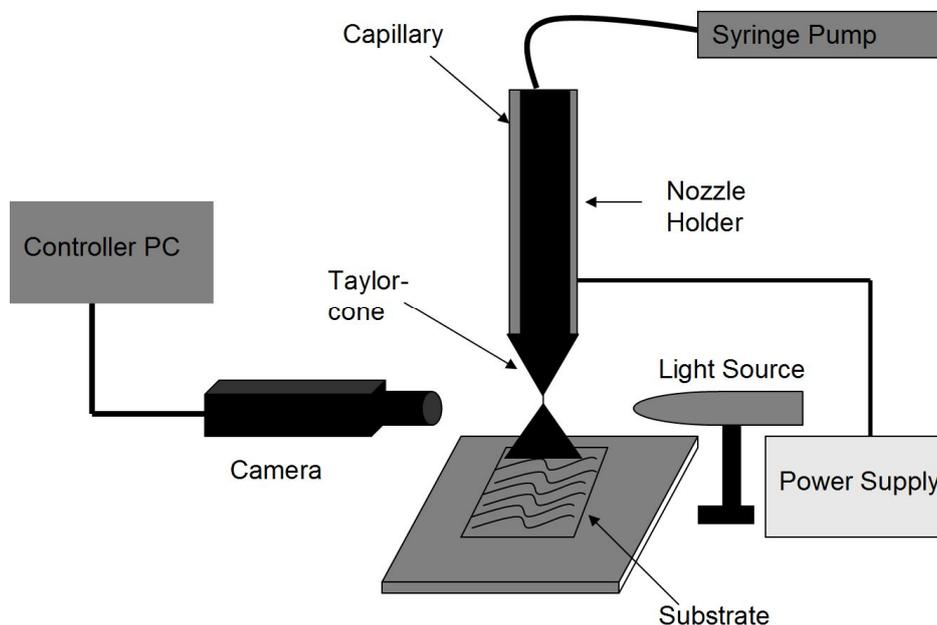 Capillary
Syringe Pump
Nozzle
Holder
Controller PC
Taylor-
cone
Light Source
Camera
Power Supply
Substrate